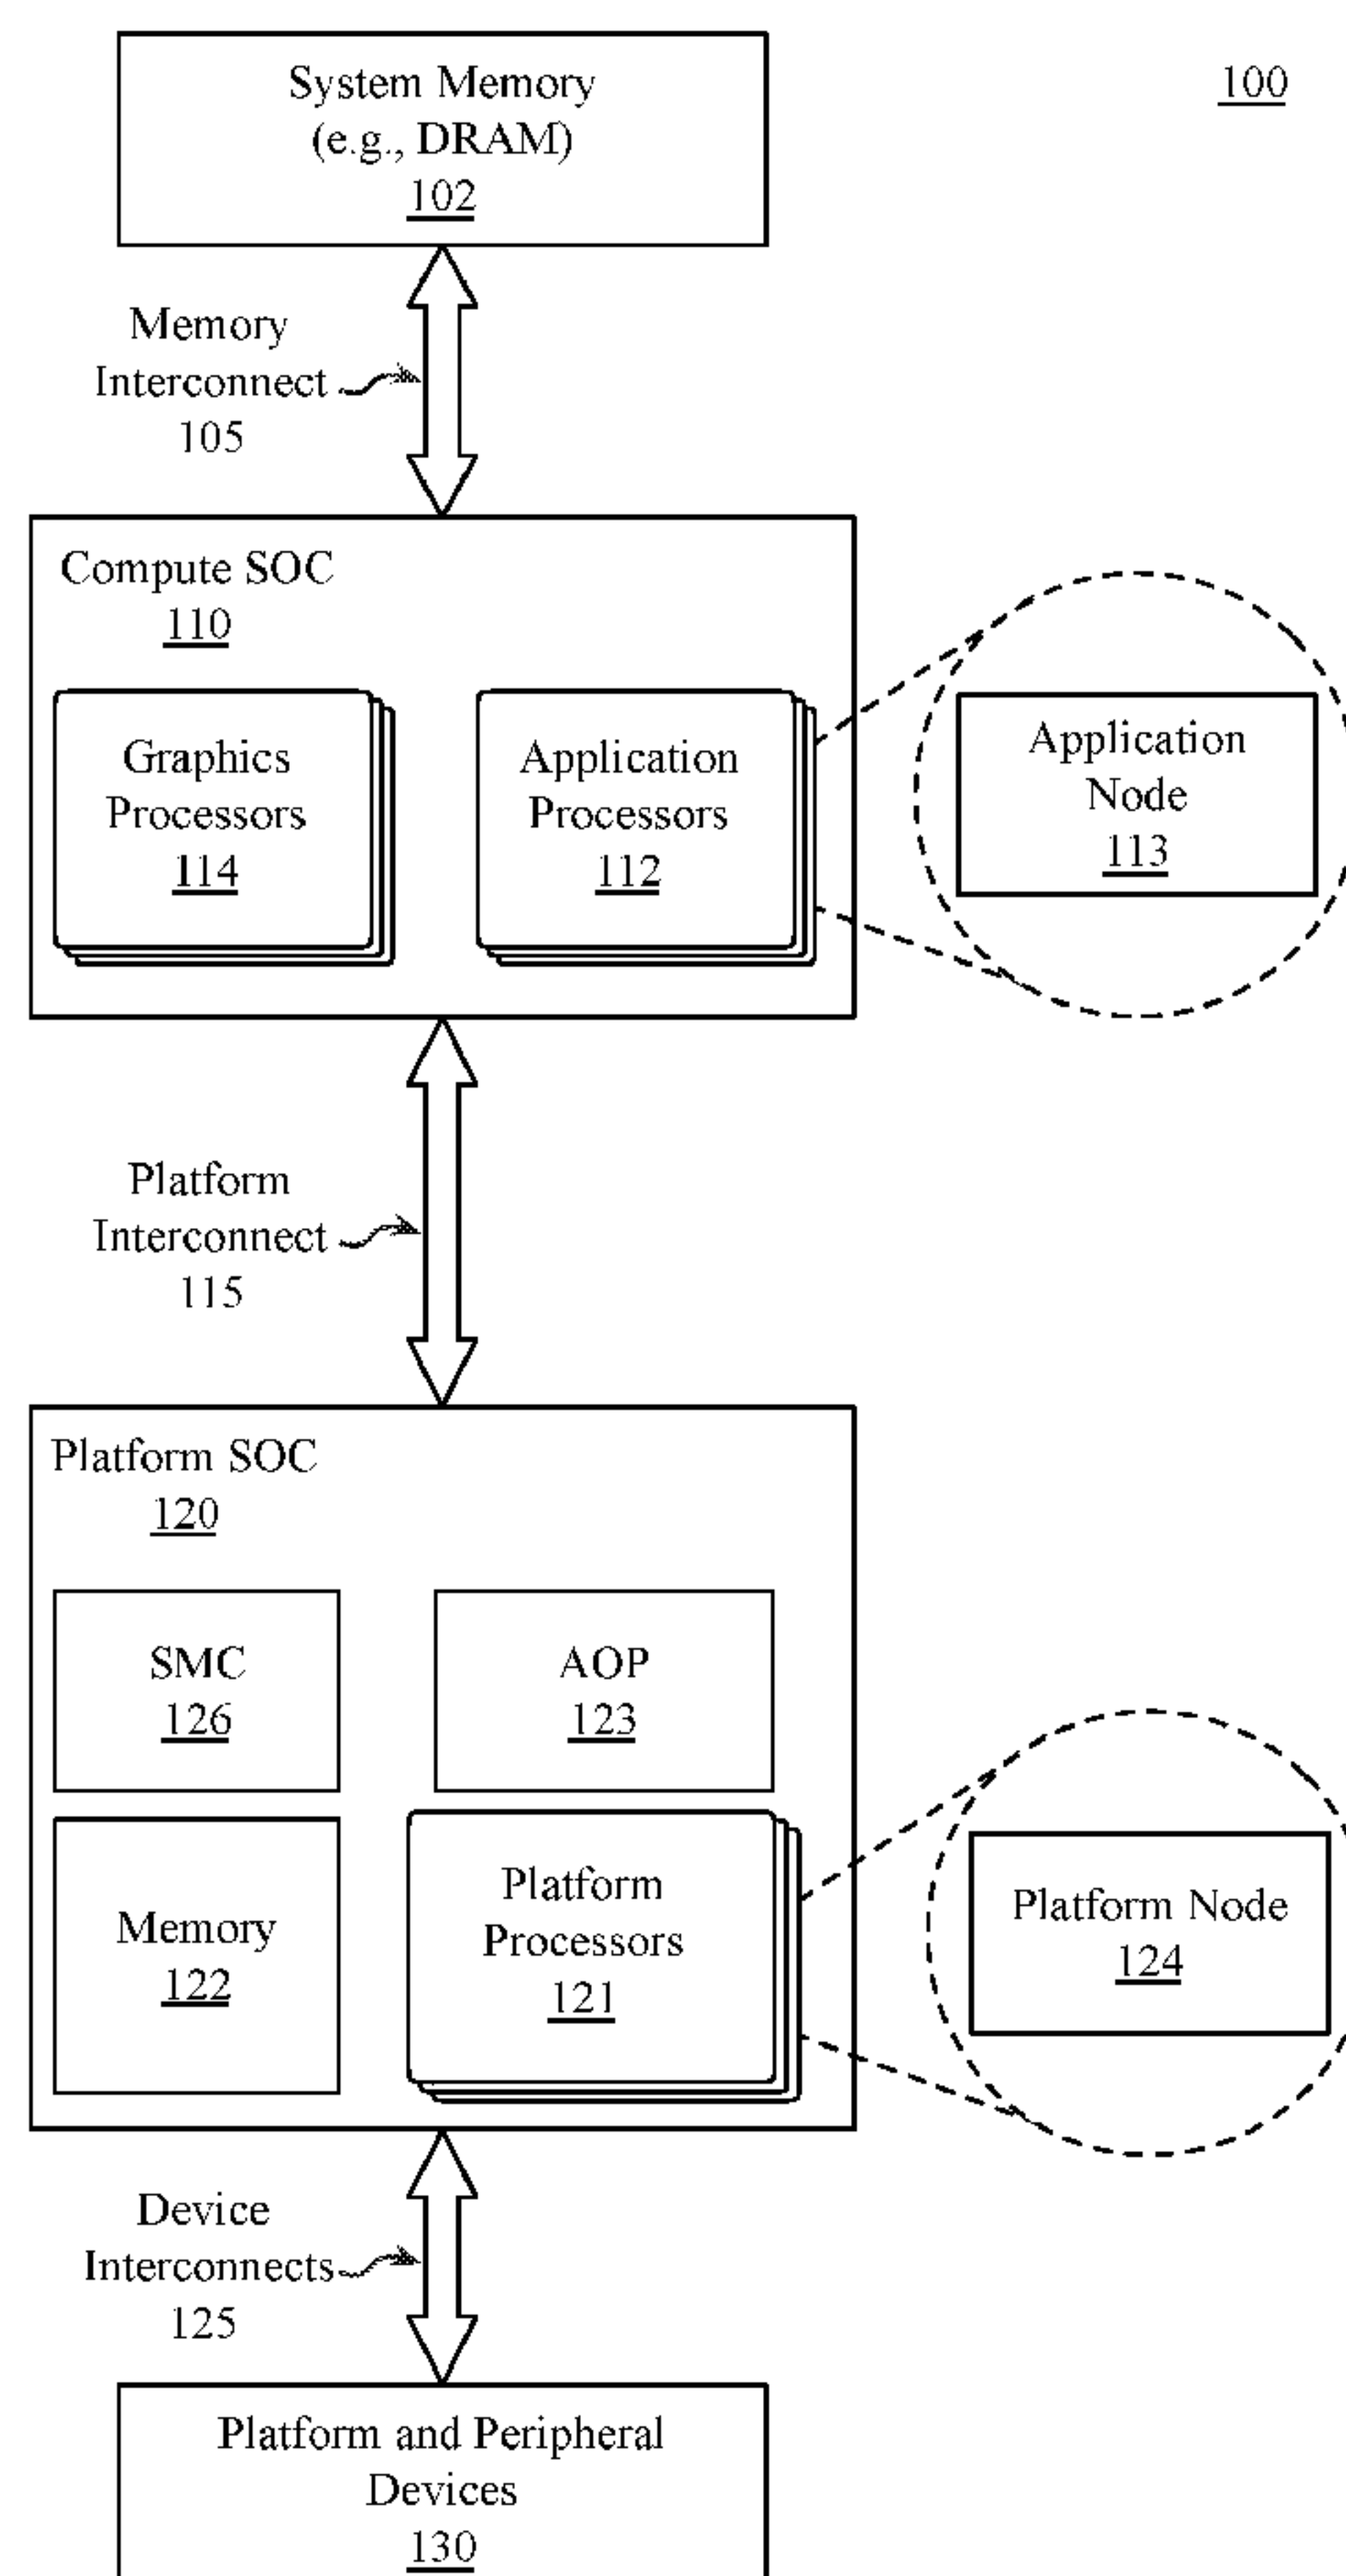 100
System Memory
(e.g., DRAM)
102
Memory
Interconnect
105
Compute SOC
110
Graphics
Processors
114
Application
Processors
112
Application
Node
113
Platform
Interconnect
115
Platform SOC
120
SMC
126
AOP
123
Memory
122
Platform
Processors
121
Platform Node
124
Device
Interconnects
125
Platform and Peripheral
Devices
130